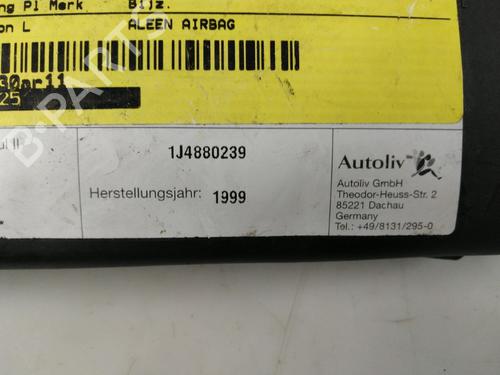 Merk Bijz.
L ALEEN AIRBAG
25
1J4880239
Herstellungsjahr: 1999
Autoliv
Autoliv GmbH
Theodor-Heuss-Str. 2
85221 Dachau
Germany
Tel.: +49/8131/295-0
B-PARTS